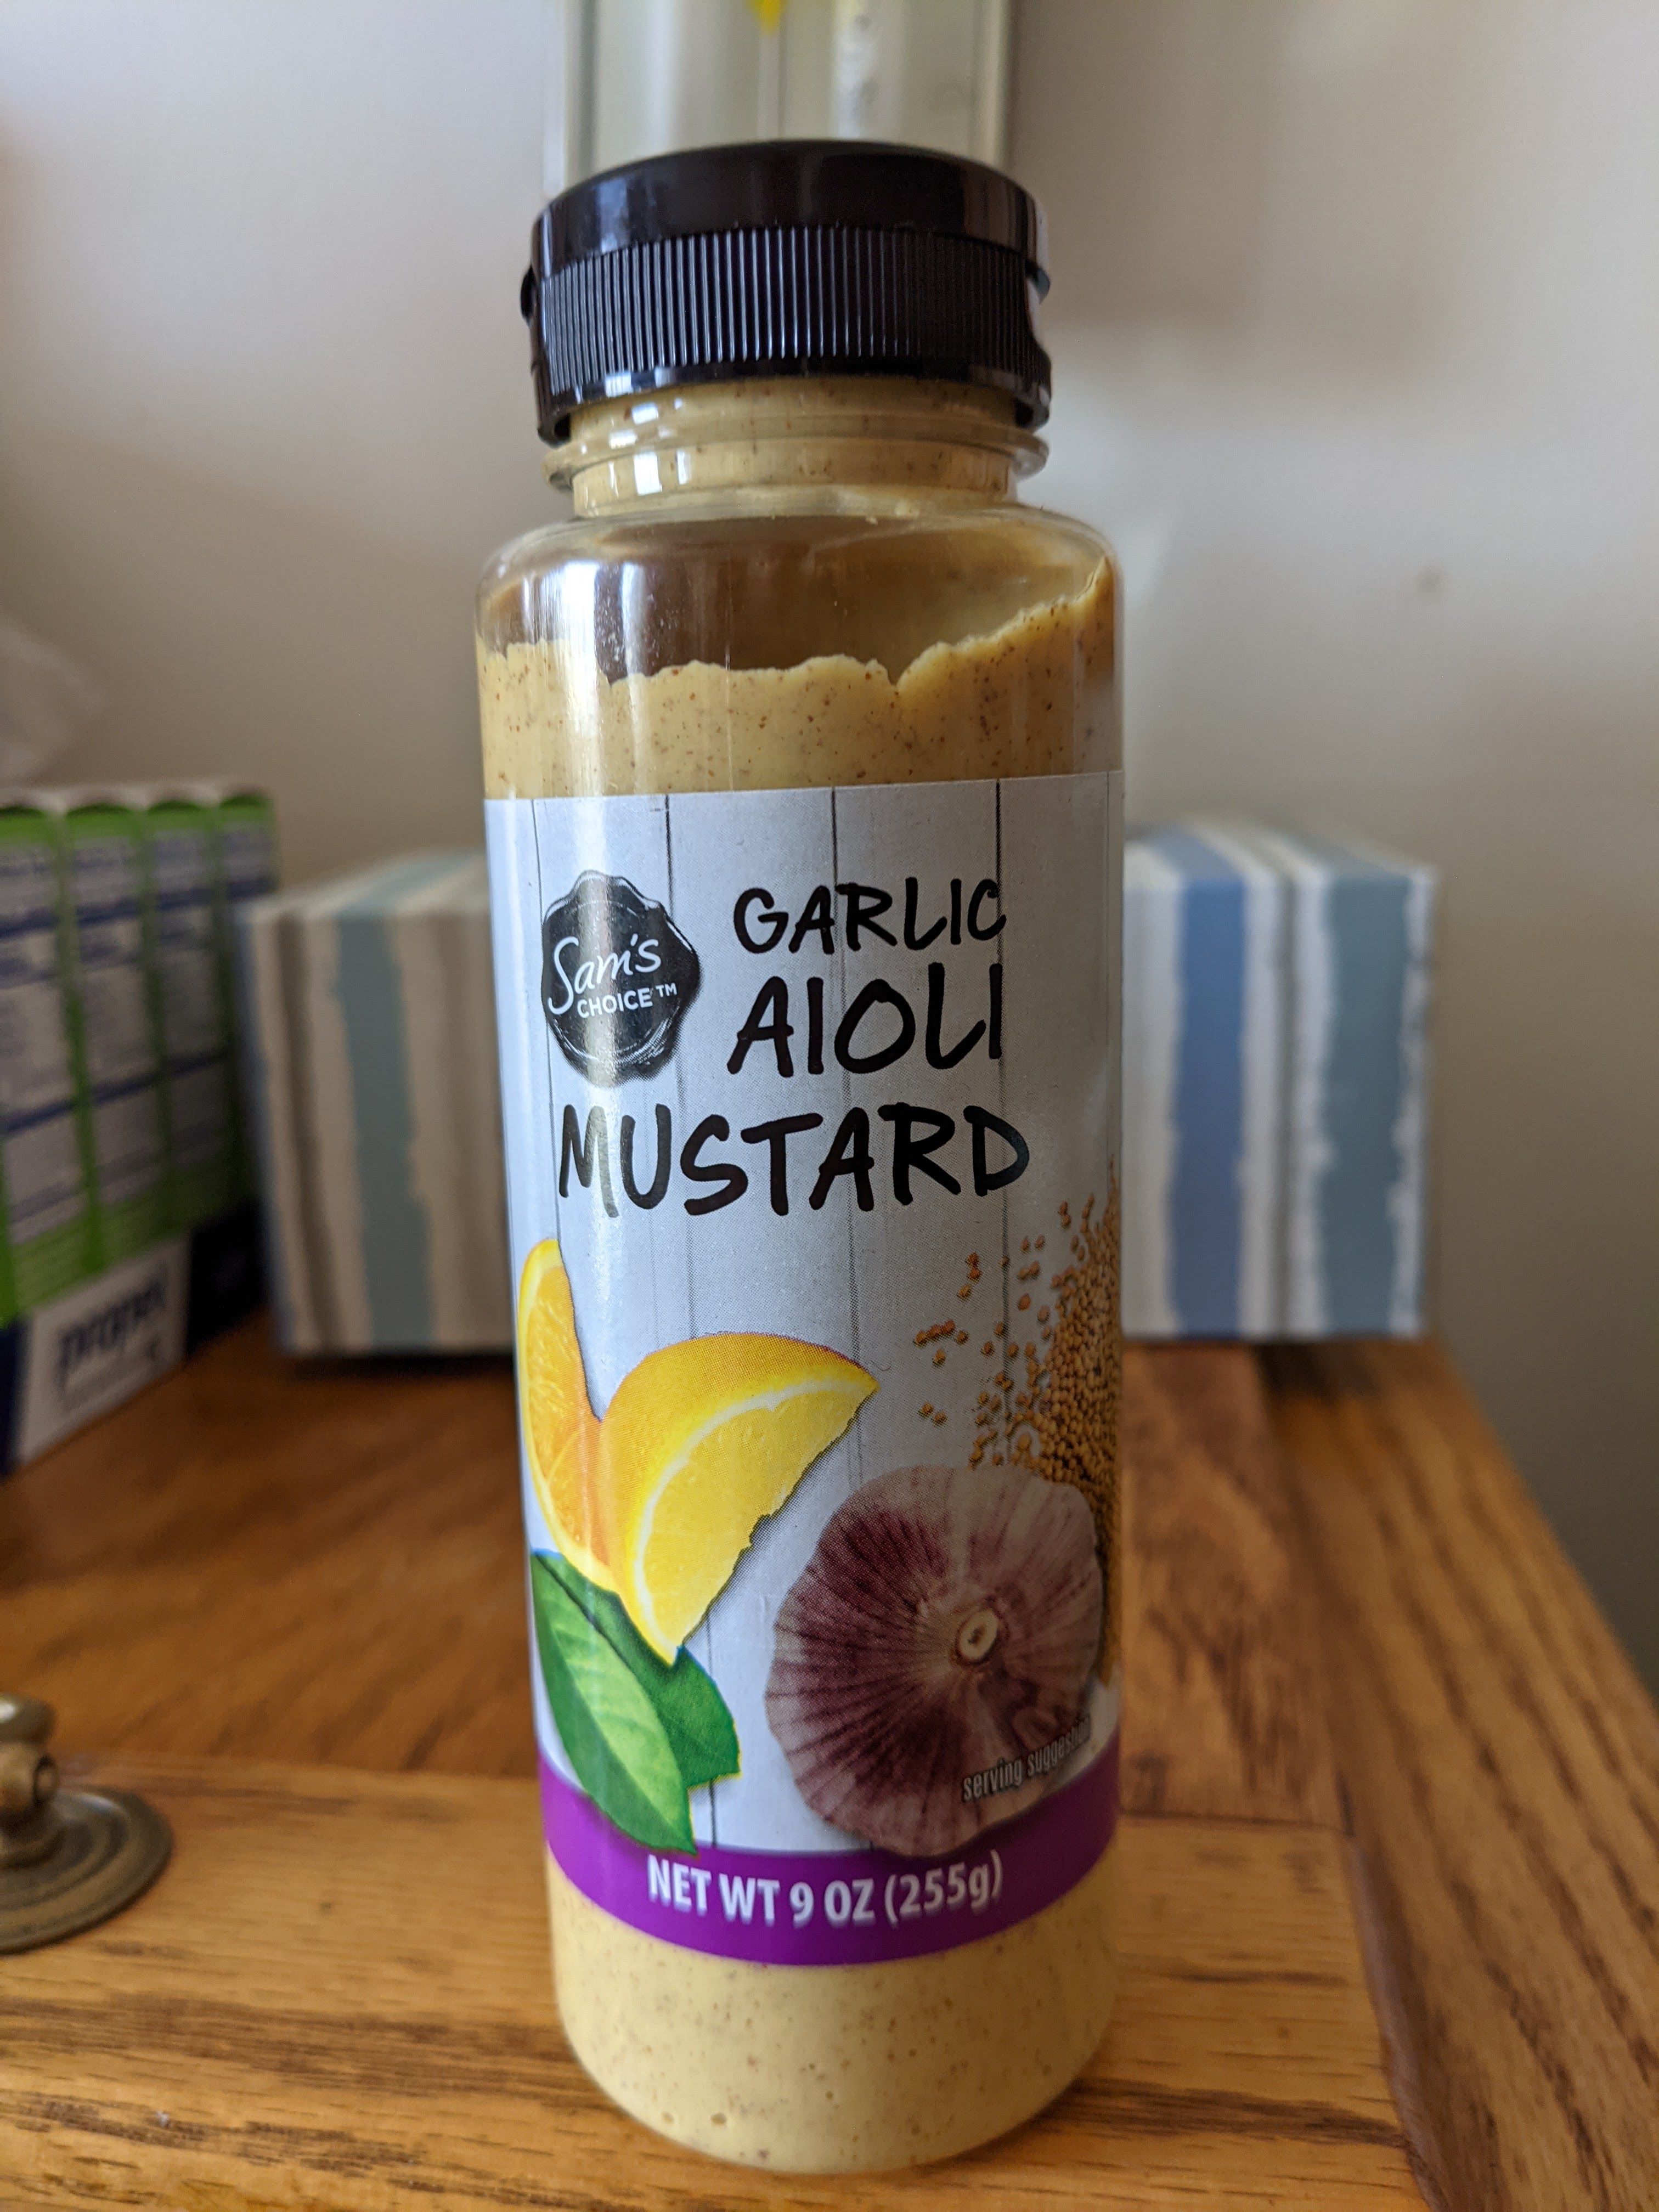 Sam's
CHOICE™
GARLIC
AIOLI
MUSTARD
serving suggestion
NET WT 9 OZ (255g)